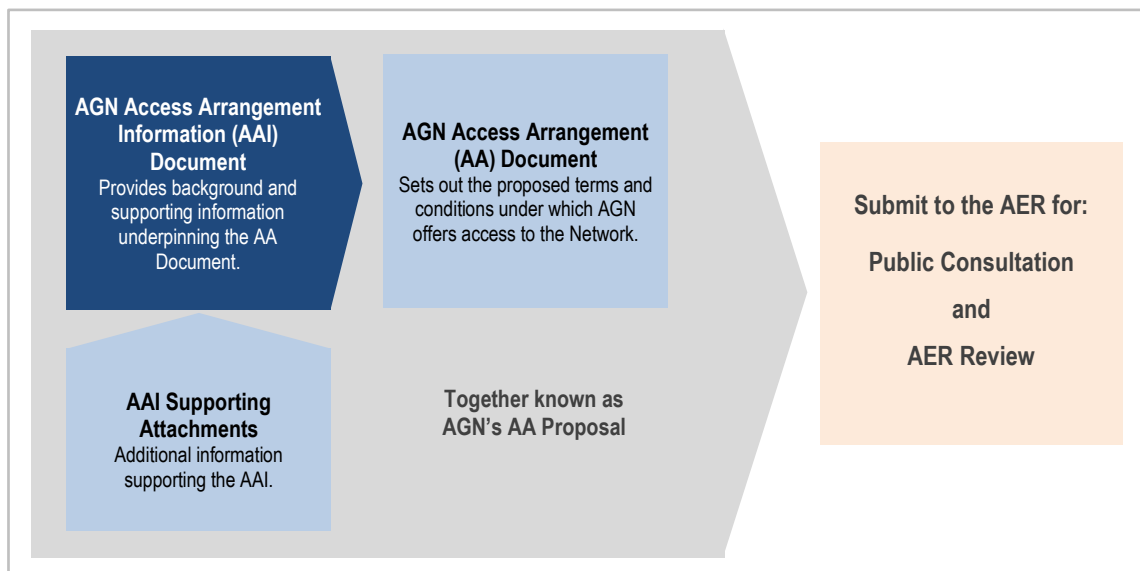 AGN Access Arrangement
Information (AAI)
Document
Provides background and
supporting information
underpinning the AA
Document.
AGN Access Arrangement
(AA) Document
Sets out the proposed terms and
conditions under which AGN
offers access to the Network.
AAI Supporting
Attachments
Additional information
supporting the AAI.
Together known as
AGN’s AA Proposal
Submit to the AER for:
Public Consultation
and
AER Review